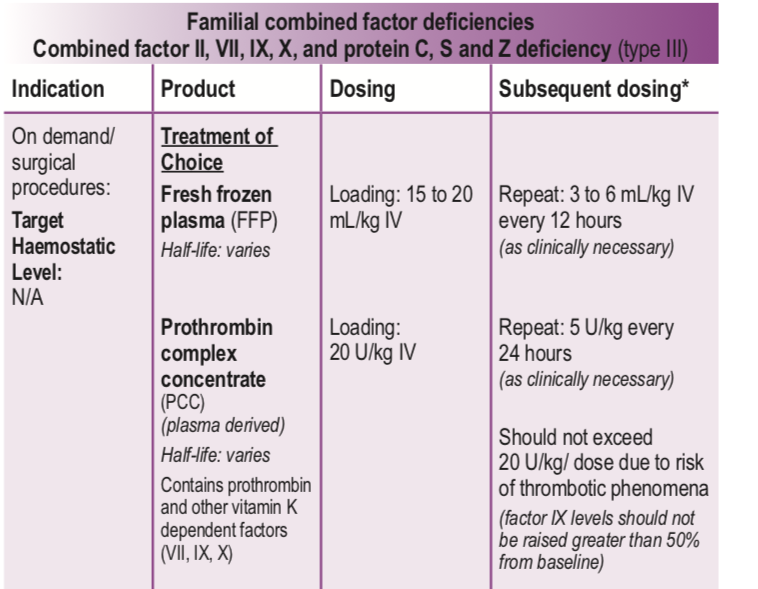 Familial combined factor deficiencies
Combined factor II, VII, IX, X, and protein C, S and Z deficiency (type III)
Indication
Product
Dosing
Subsequent dosing*
On demand/
surgical
procedures:
Target
Haemostatic
Level:
N/A
Treatment of
Choice
Fresh frozen
plasma (FFP)
Half-life: varies
Loading: 15 to 20
mL/kg IV
Repeat: 3 to 6 mL/kg IV
every 12 hours
(as clinically necessary)
Prothrombin
complex
concentrate
(PCC)
(plasma derived)
Half-life: varies
Contains prothrombin
and other vitamin K
dependent factors
(VII, IX, X)
Loading:
20 U/kg IV
Repeat: 5 U/kg every
24 hours
(as clinically necessary)
Should not exceed
20 U/kg/ dose due to risk
of thrombotic phenomena
(factor IX levels should not
be raised greater than 50%
from baseline)